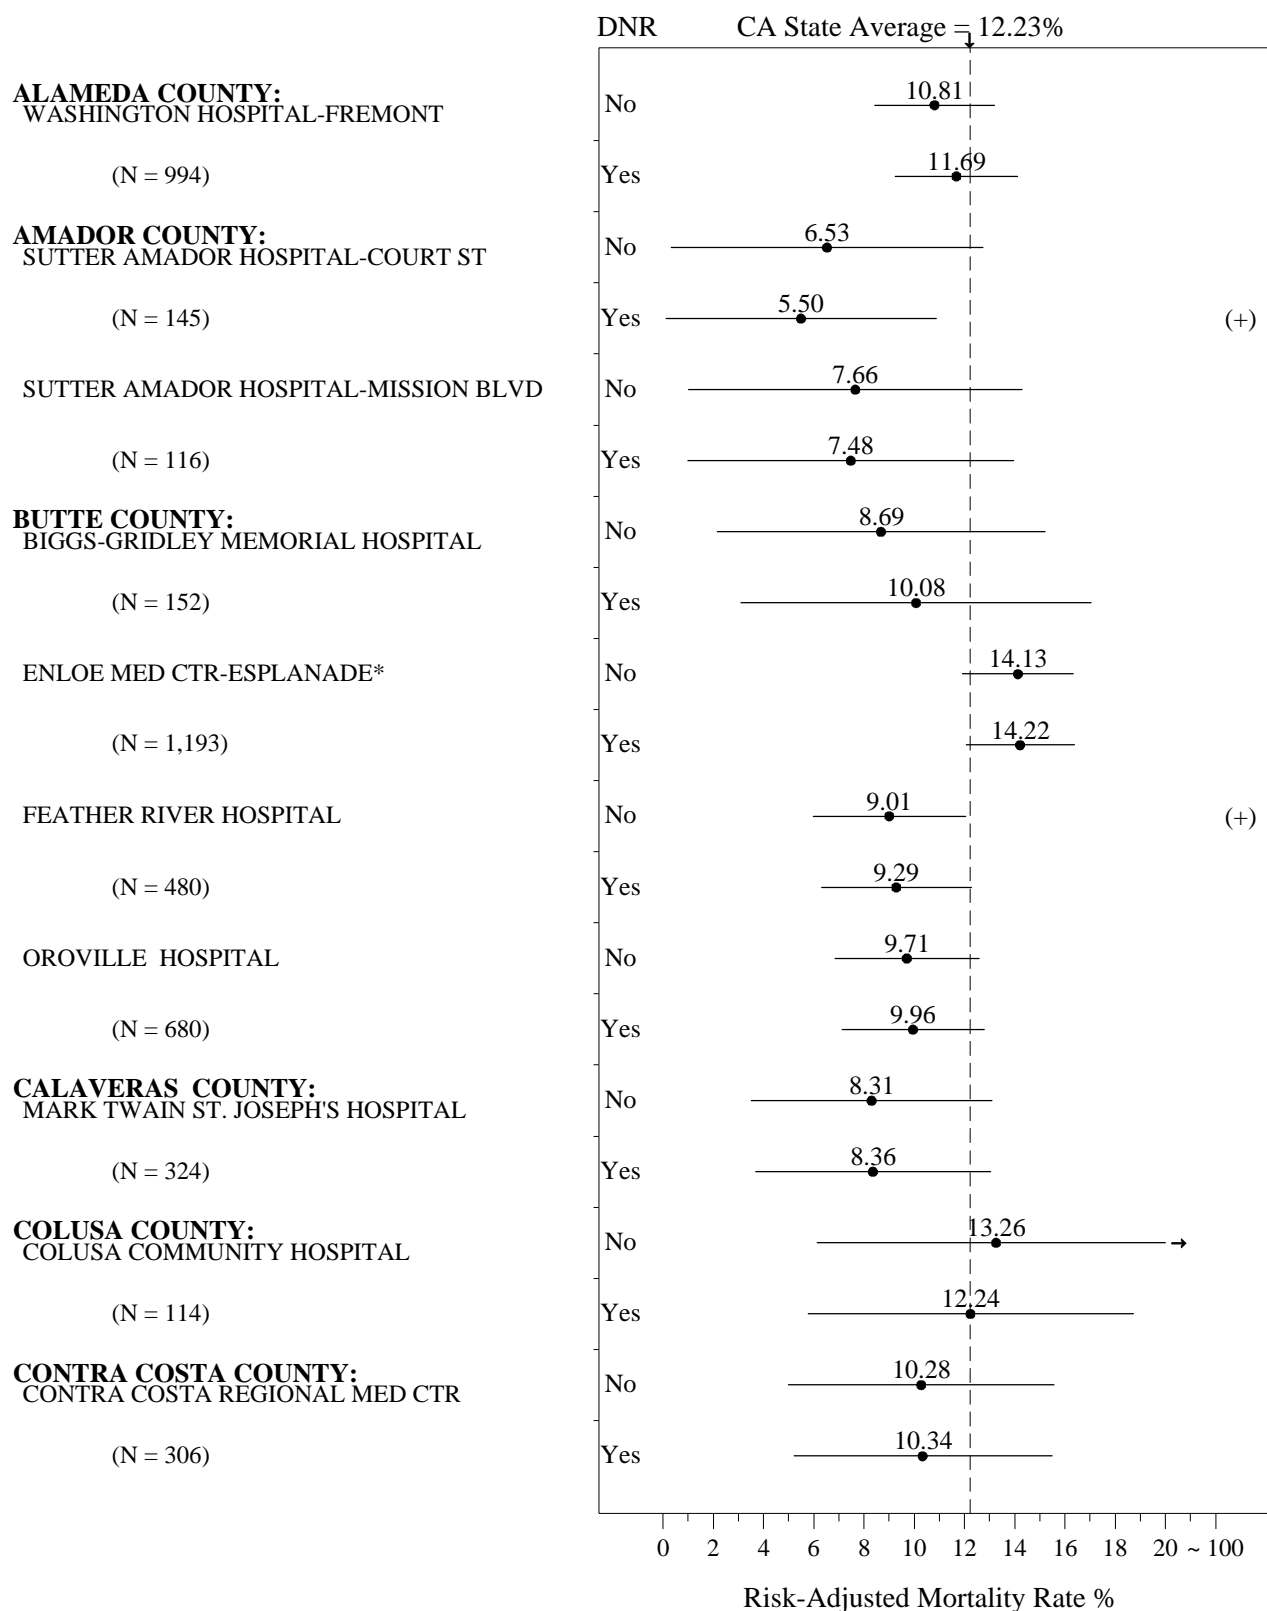 DNR CA State Average = 12.23%
ALAMEDA COUNTY:
WASHINGTON HOSPITAL-FREMONT No 10.81
(N = 994) Yes 11.69
AMADOR COUNTY:
SUTTER AMADOR HOSPITAL-COURT ST No 6.53
(N = 145) Yes 5.50 (+)
SUTTER AMADOR HOSPITAL-MISSION BLVD No 7.66
(N = 116) Yes 7.48
BUTTE COUNTY:
BIGGS-GRIDLEY MEMORIAL HOSPITAL No 8.69
(N = 152) Yes 10.08
ENLOE MED CTR-ESPLANADE* No 14.13
(N = 1,193) Yes 14.22
FEATHER RIVER HOSPITAL No 9.01 (+)
(N = 480) Yes 9.29
OROVILLE HOSPITAL No 9.71
(N = 680) Yes 9.96
CALAVERAS COUNTY:
MARK TWAIN ST. JOSEPH'S HOSPITAL No 8.31
(N = 324) Yes 8.36
COLUSA COUNTY:
COLUSA COMMUNITY HOSPITAL No 13.26
(N = 114) Yes 12.24
CONTRA COSTA COUNTY:
CONTRA COSTA REGIONAL MED CTR No 10.28
(N = 306) Yes 10.34
0 2 4 6 8 10 12 14 16 18 20 ~ 100
Risk-Adjusted Mortality Rate %